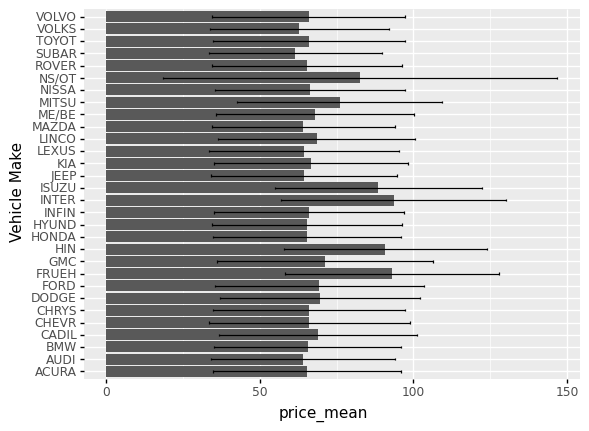 VOLVO
VOLKS
TOYOT
SUBAR
ROVER
NS/OT
NISSA
MITSU
ME/BE
MAZDA
LINCO
LEXUS
KIA
JEEP
ISUZU
INTER
INFIN
HYUND
HONDA
HIN
GMC
FRUEH
FORD
DODGE
CHRYS
CHEVR
CADIL
BMW
AUDI
ACURA
Vehicle Make
0 50 100 150
price_mean